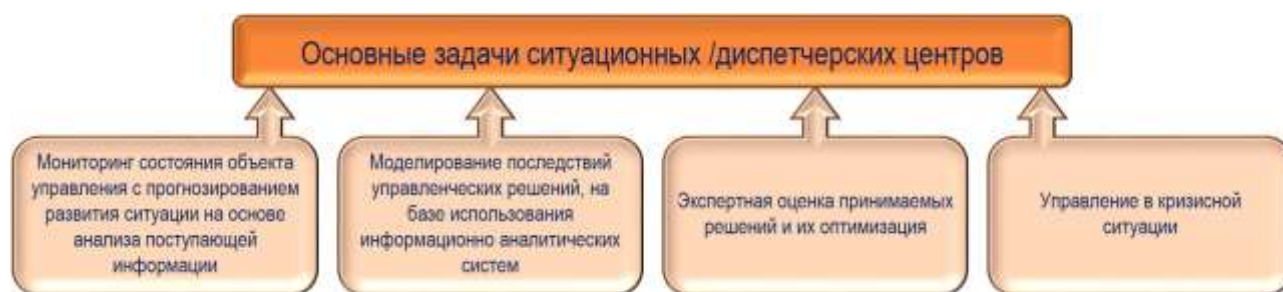 Основные задачи ситуационных /диспетчерских центров
Мониторинг состояния объекта
управления с прогнозированием
развития ситуации на основе
анализа поступающей
информации
Моделирование последствий
управленческих решений, на
базе использования
информационно аналитических
систем
Экспертная оценка принимаемых
решений и их оптимизация
Управление в кризисной
ситуации